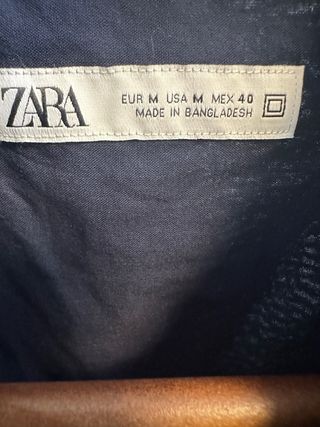 ZARA
EUR M USA M MEX 40
MADE IN BANGLADESH